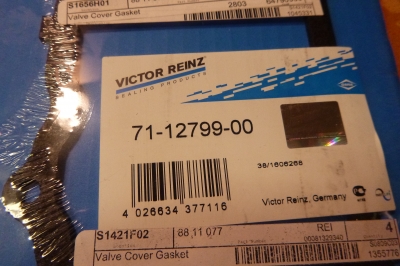 S1656H01
2803
Valve Cover Gasket
VICTOR REINZ
SEALING PRODUCTS
71-12799-00
38/1606268
4 026634 377116
Victor Reinz, Germany
S1421F02 88 11 077 REI 4
Valve Cover Gasket